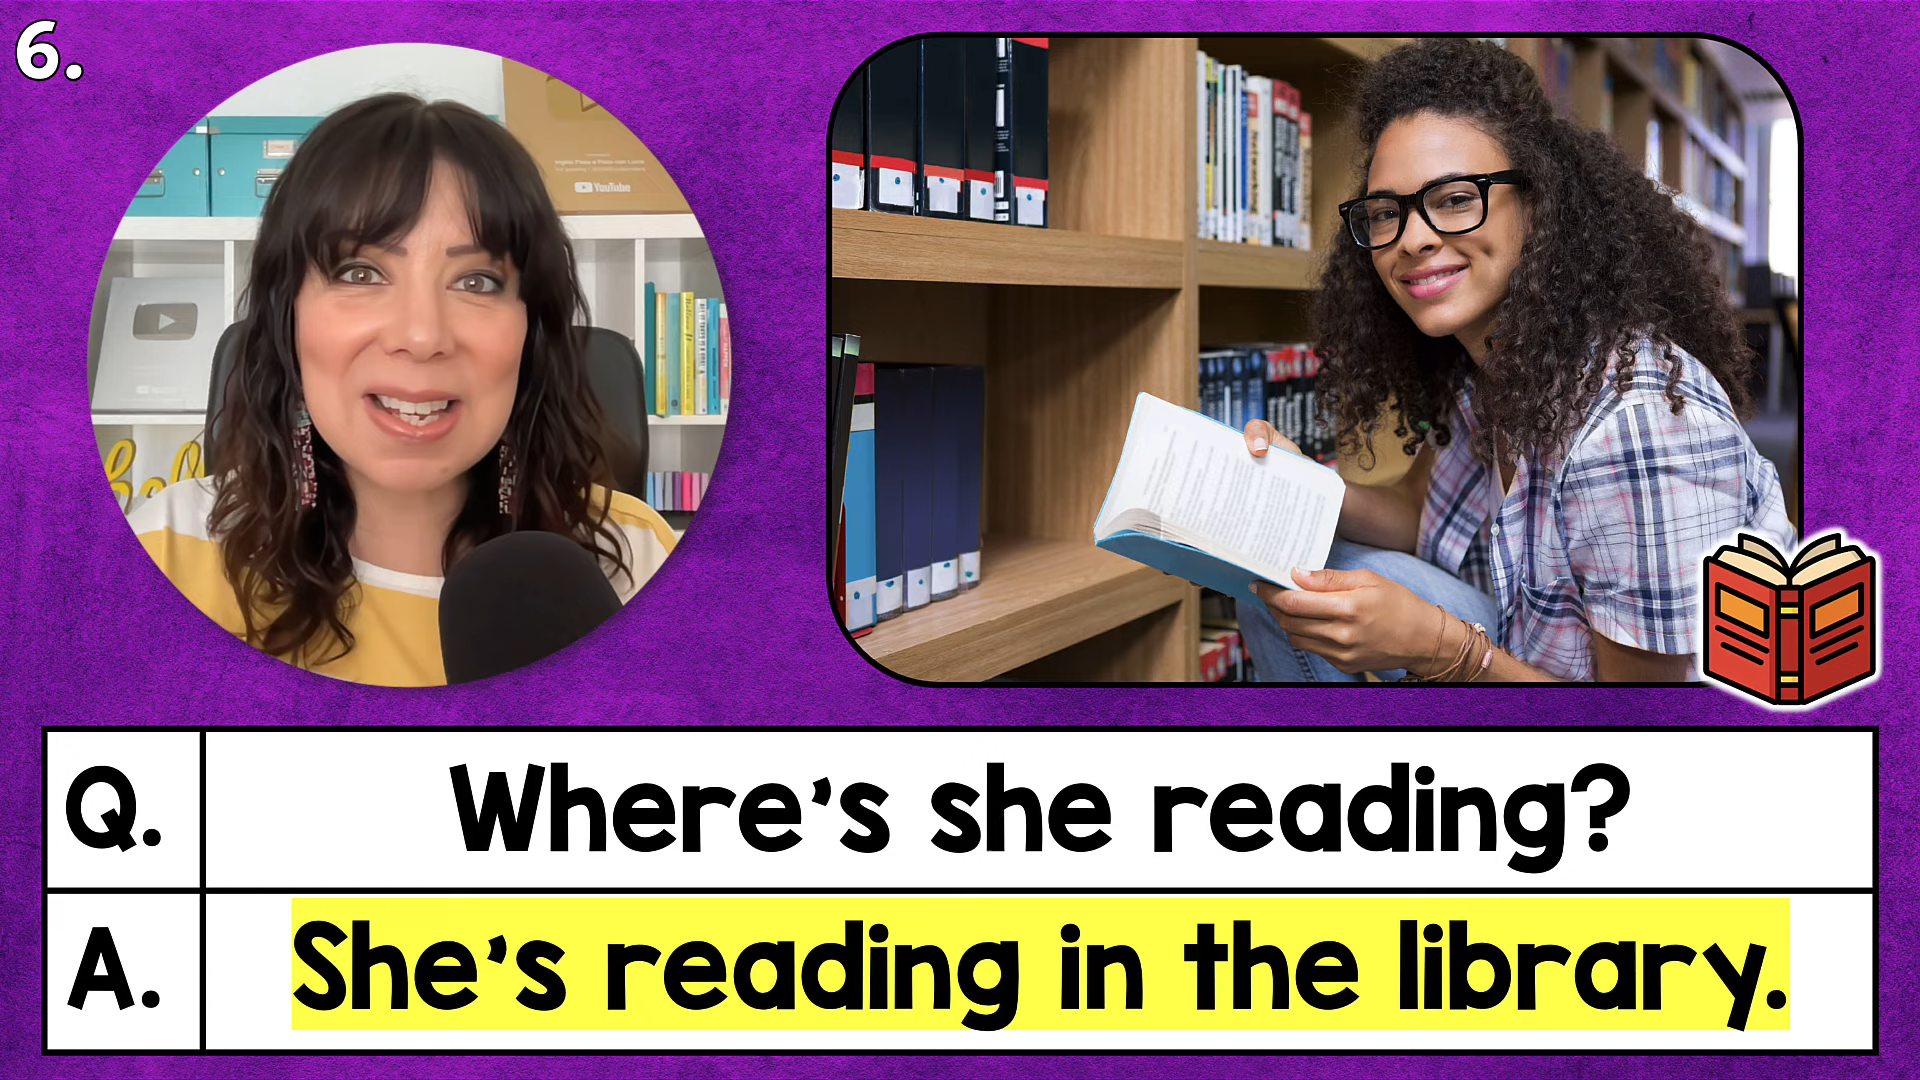 6.
YouTube
Q.
Where's she reading?
A.
She's reading in the library.